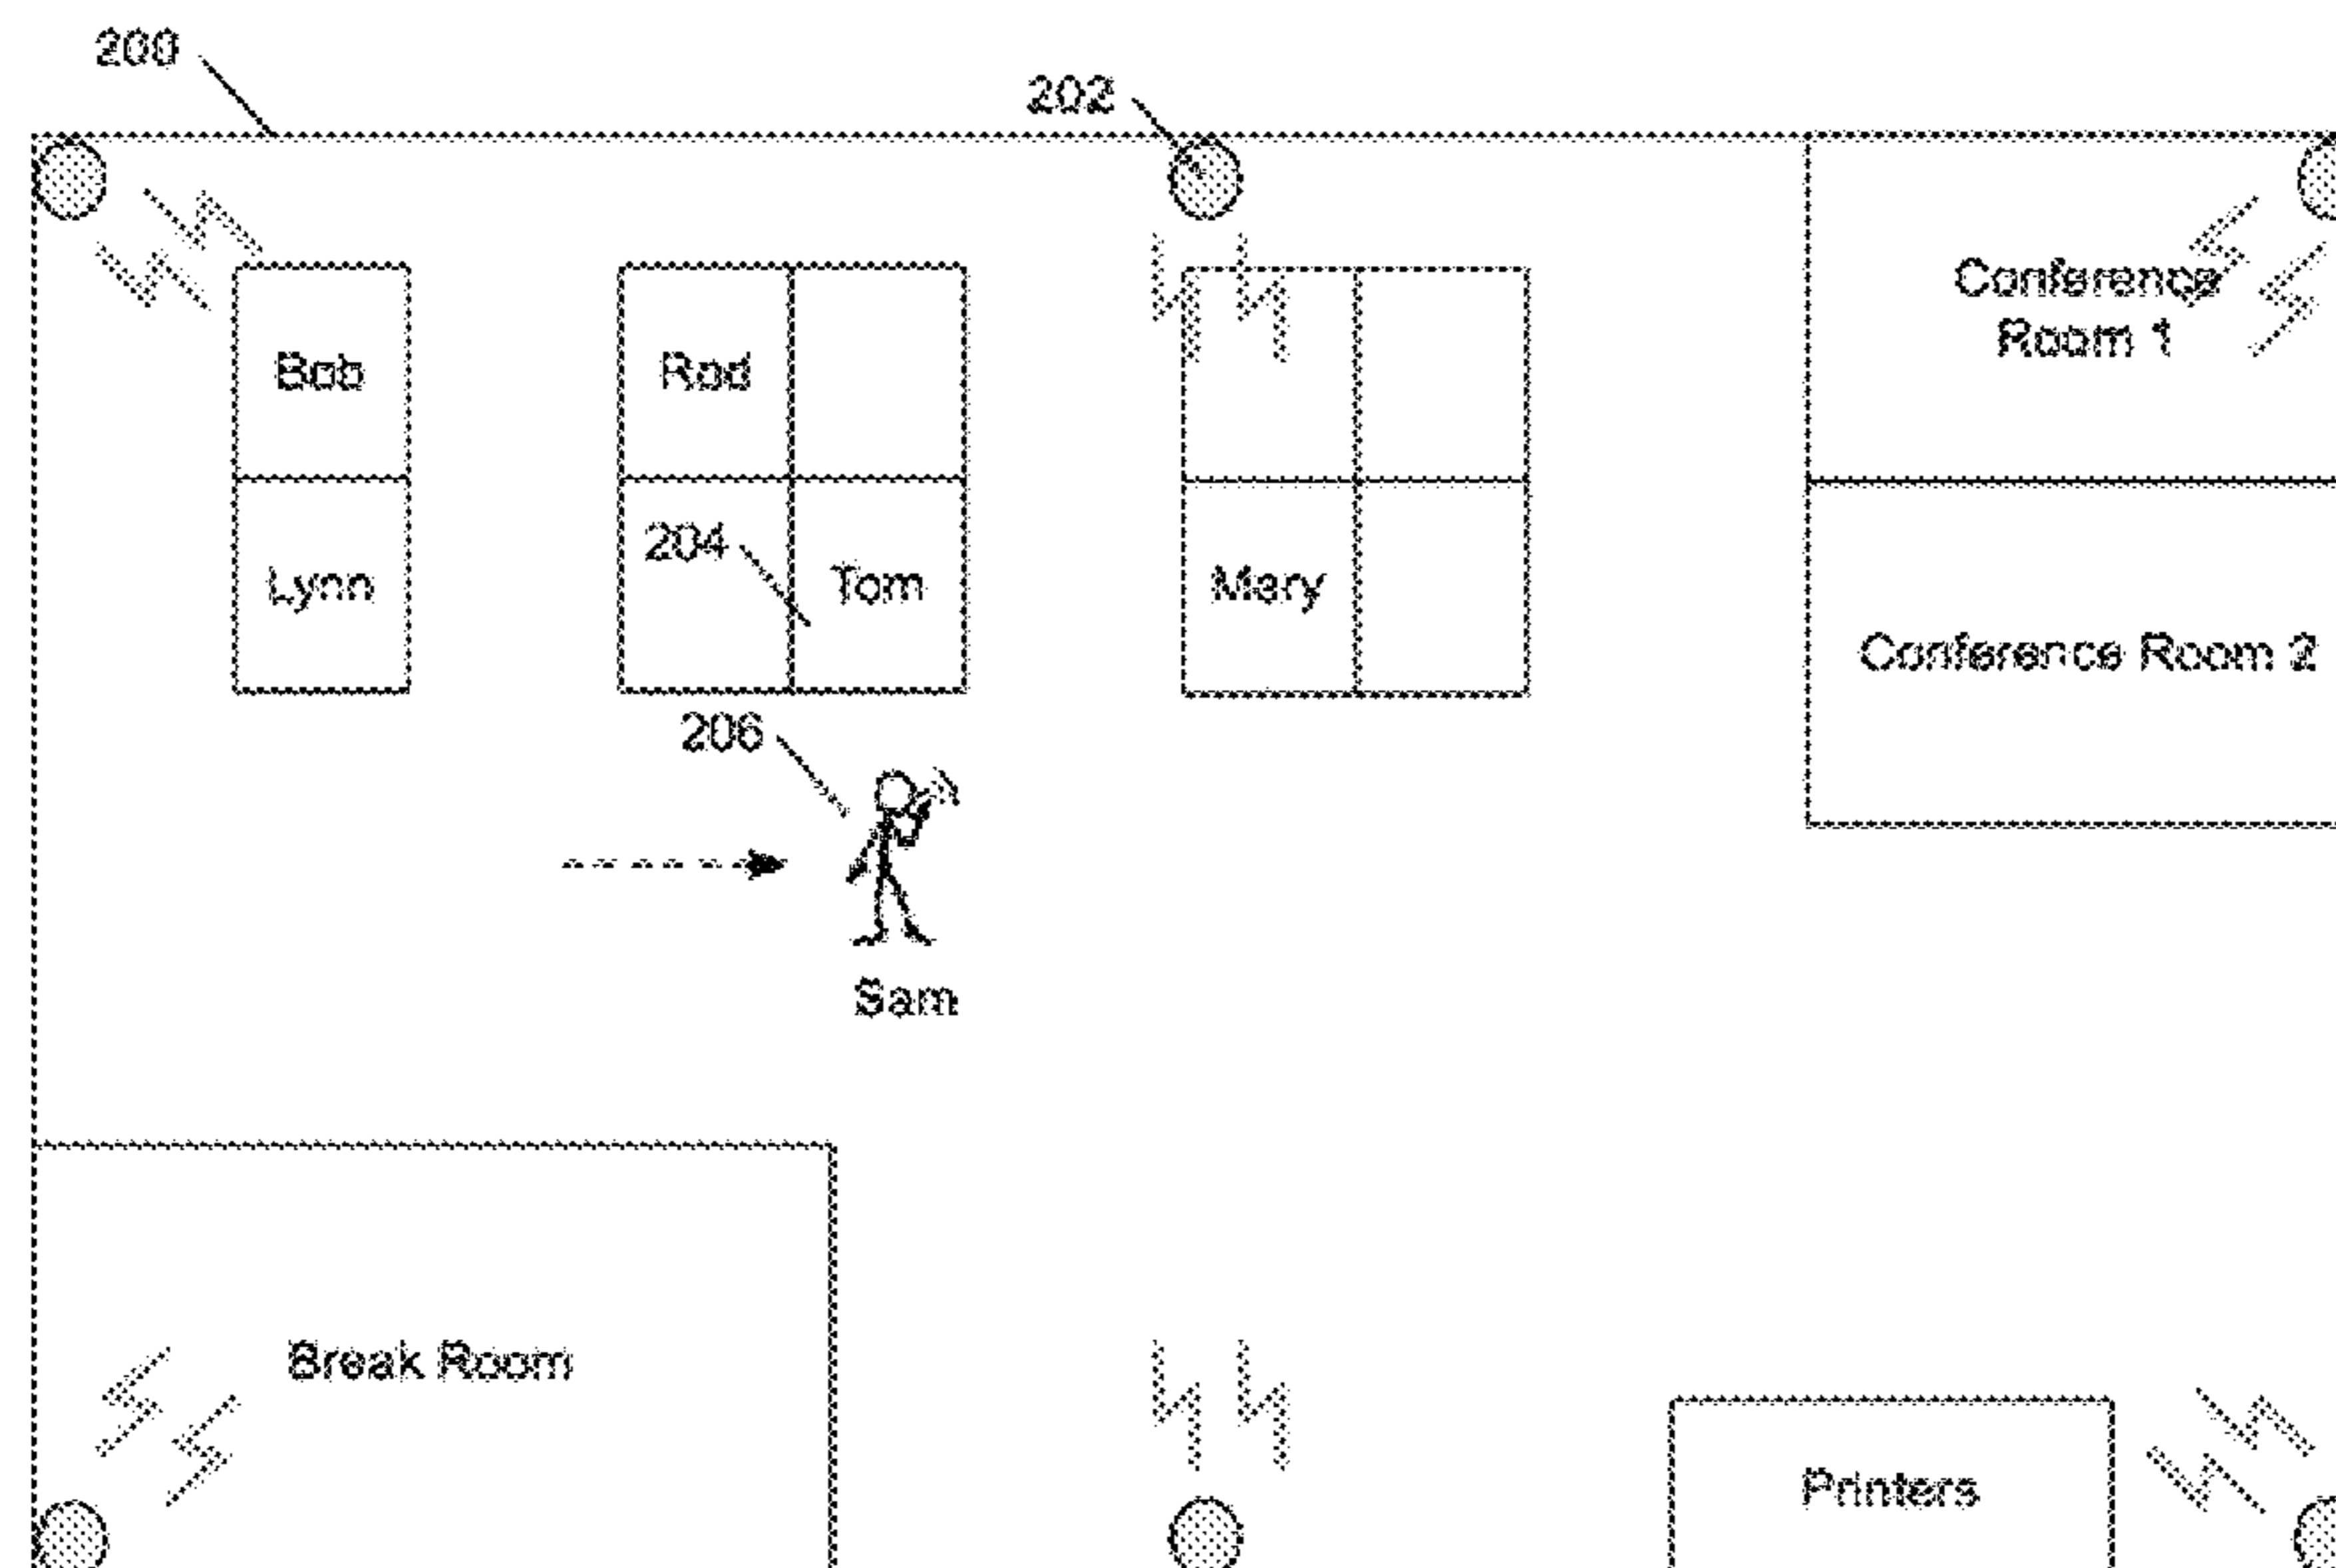 200
202
Conference
Room 1
Bob
Rod
204
Lynn
Tom
Mary
Conference Room 2
206
Sam
Break Room
Printers